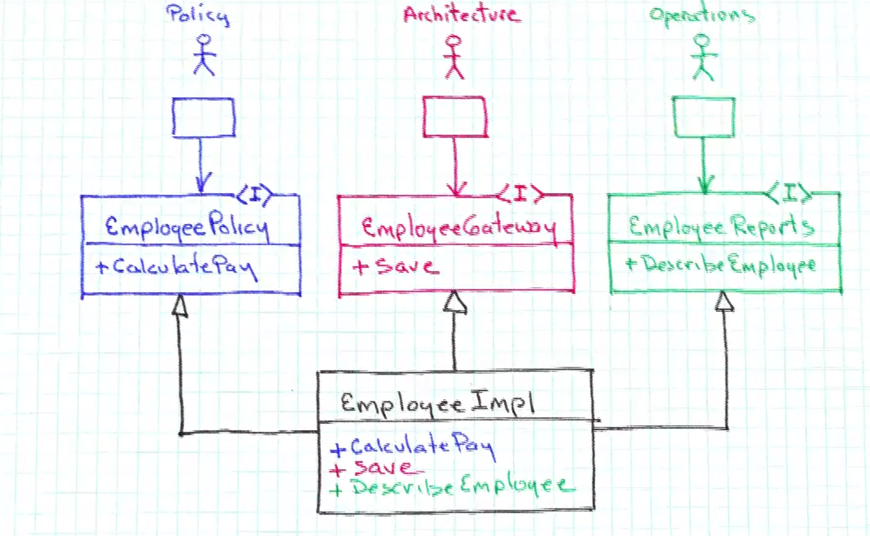 Policy
Architecture
Operations
<I>
<I>
<I>
EmployeePolicy
EmployeeGateway
EmployeeReports
+CalculatePay
+ Save
+ DescribeEmployee
EmployeeImpl
+CalculatePay
+ Save
+ DescribeEmployee